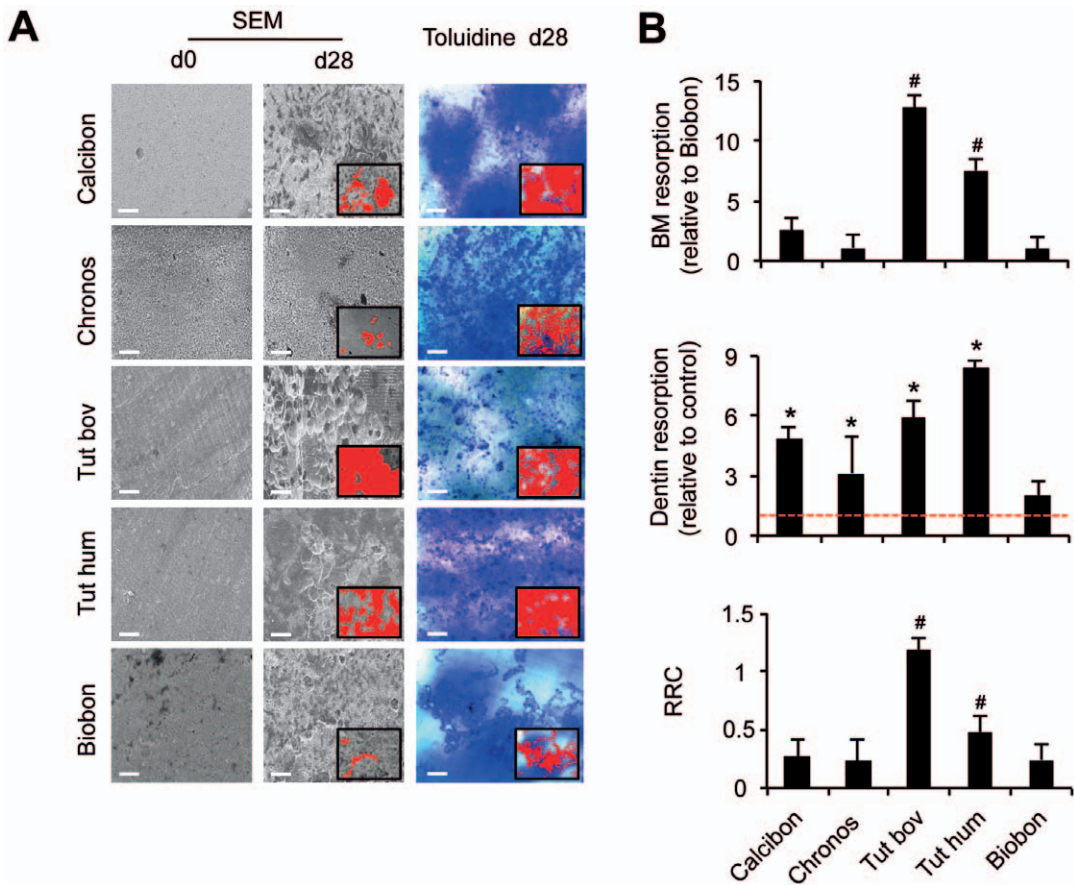 A
SEM
d0
d28
Toluidine d28
Calcibon
Chronos
Tut bov
Tut hum
Biobon
B
BM resorption
(relative to Biobon)
15
10
5
0
#
#
Dentin resorption
(relative to control)
9
6
3
0
*
*
*
*
RRC
1.5
1
0.5
0
#
#
Calcibon
Chronos
Tut bov
Tut hum
Biobon